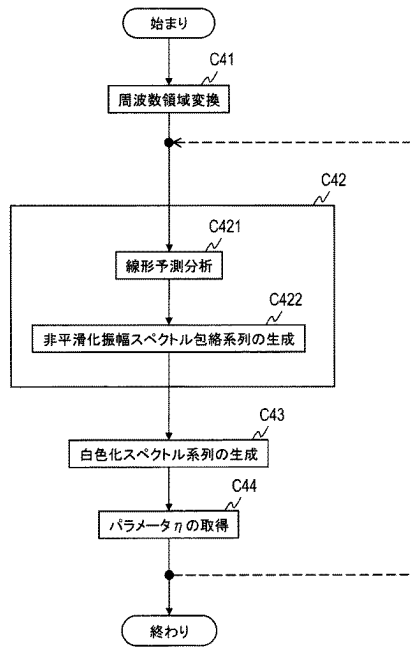 始まり
C41
周波数領域変換
C42
C421
線形予測分析
C422
非平滑化振幅スペクトル包絡系列の生成
C43
白色化スペクトル系列の生成
C44
パラメータηの取得
終わり